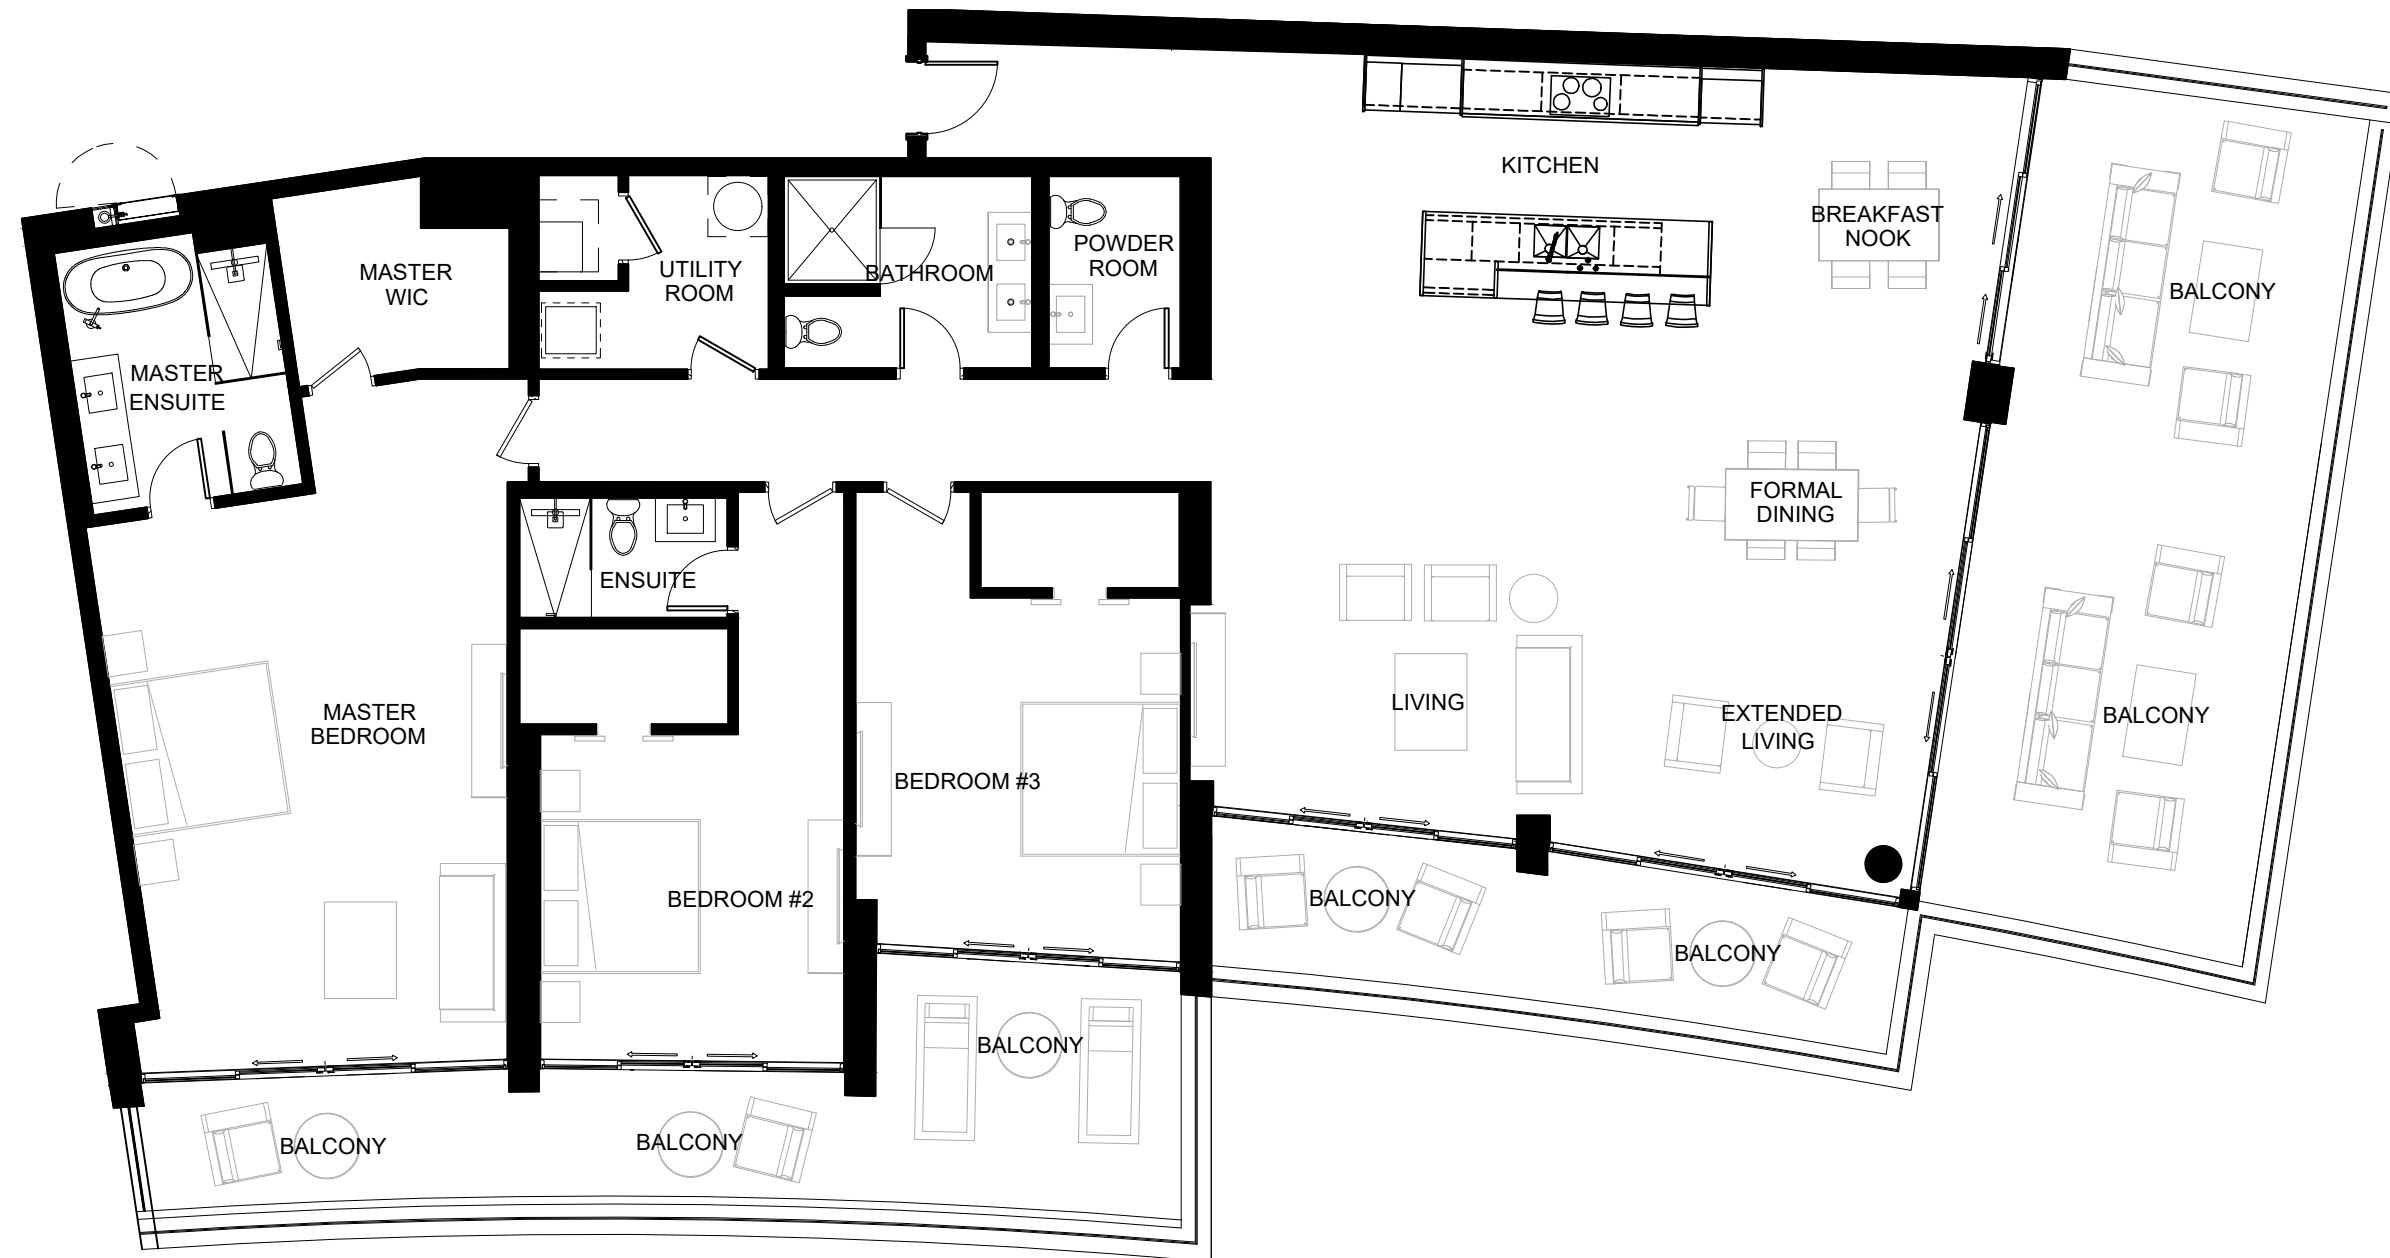 KITCHEN
BREAKFAST
NOOK
MASTER
WIC
UTILITY
ROOM
BATHROOM
POWDER
ROOM
BALCONY
MASTER
ENSUITE
FORMAL
DINING
ENSUITE
MASTER
BEDROOM
LIVING
EXTENDED
LIVING
BALCONY
BEDROOM #3
BEDROOM #2
BALCONY
BALCONY
BALCONY
BALCONY
BALCONY